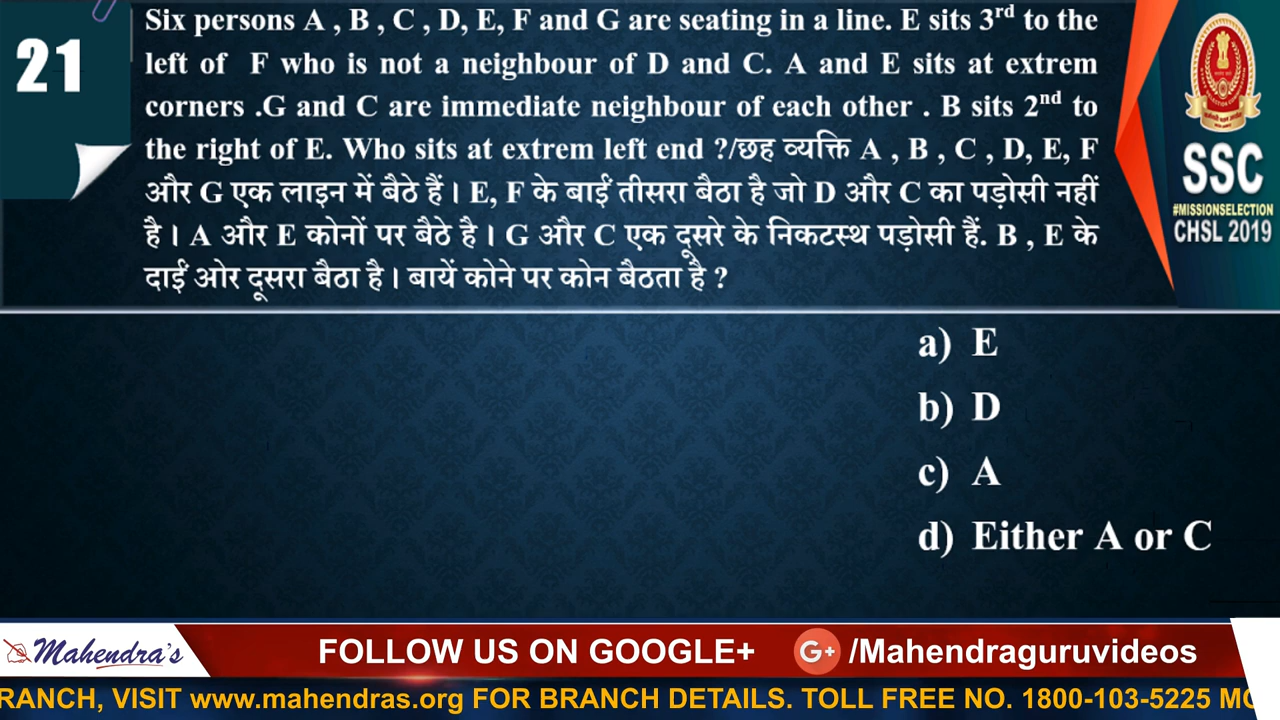 21
Six persons A , B , C , D, E, F and G are seating in a line. E sits 3rd to the
left of F who is not a neighbour of D and C. A and E sits at extrem
corners .G and C are immediate neighbour of each other . B sits 2nd to
the right of E. Who sits at extrem left end ?/छह व्यक्ति A , B , C , D, E, F
और G एक लाइन में बैठे हैं। E, F के बाईं तीसरा बैठा है जो D और C का पड़ोसी नहीं
है। A और E कोनों पर बैठे है। G और C एक दूसरे के निकटस्थ पड़ोसी हैं. B , E के
दाईं ओर दूसरा बैठा है। बायें कोने पर कोन बैठता है ?
SSC
#MISSIONSELECTION
CHSL 2019
a) E
b) D
c) A
d) Either A or C
Mahendra's
FOLLOW US ON GOOGLE+ G+ /Mahendraguruvideos
RANCH, VISIT www.mahendras.org FOR BRANCH DETAILS. TOLL FREE NO. 1800-103-5225